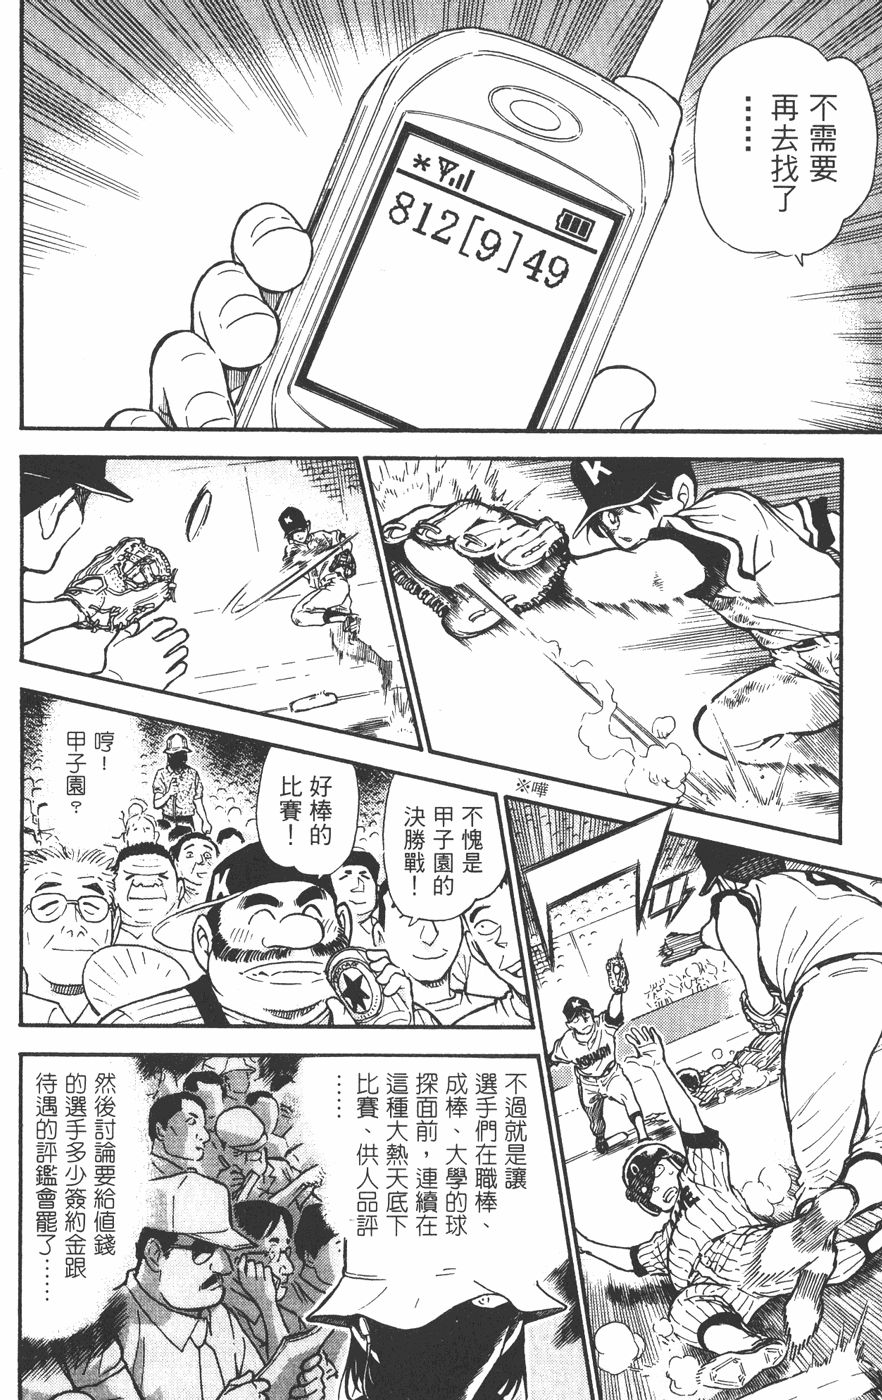 不需要
再去找了
……
812[9]49
K
K
※嘩
不愧是
甲子園的
決勝戰！
好棒的
比賽！
哼！
甲子園？
K
K
不過就是讓
選手們在職棒、
成棒、大學的球
探面前，連續在
這種大熱天底下
比賽、供人品評
……
然後討論要給值錢
的選手多少簽約金跟
待遇的評鑑會罷了……